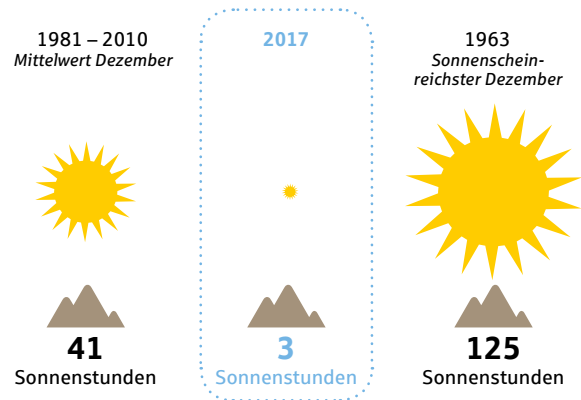 1981 – 2010
Mittelwert Dezember
41
Sonnenstunden
2017
3
Sonnenstunden
1963
Sonnenschein-
reichster Dezember
125
Sonnenstunden